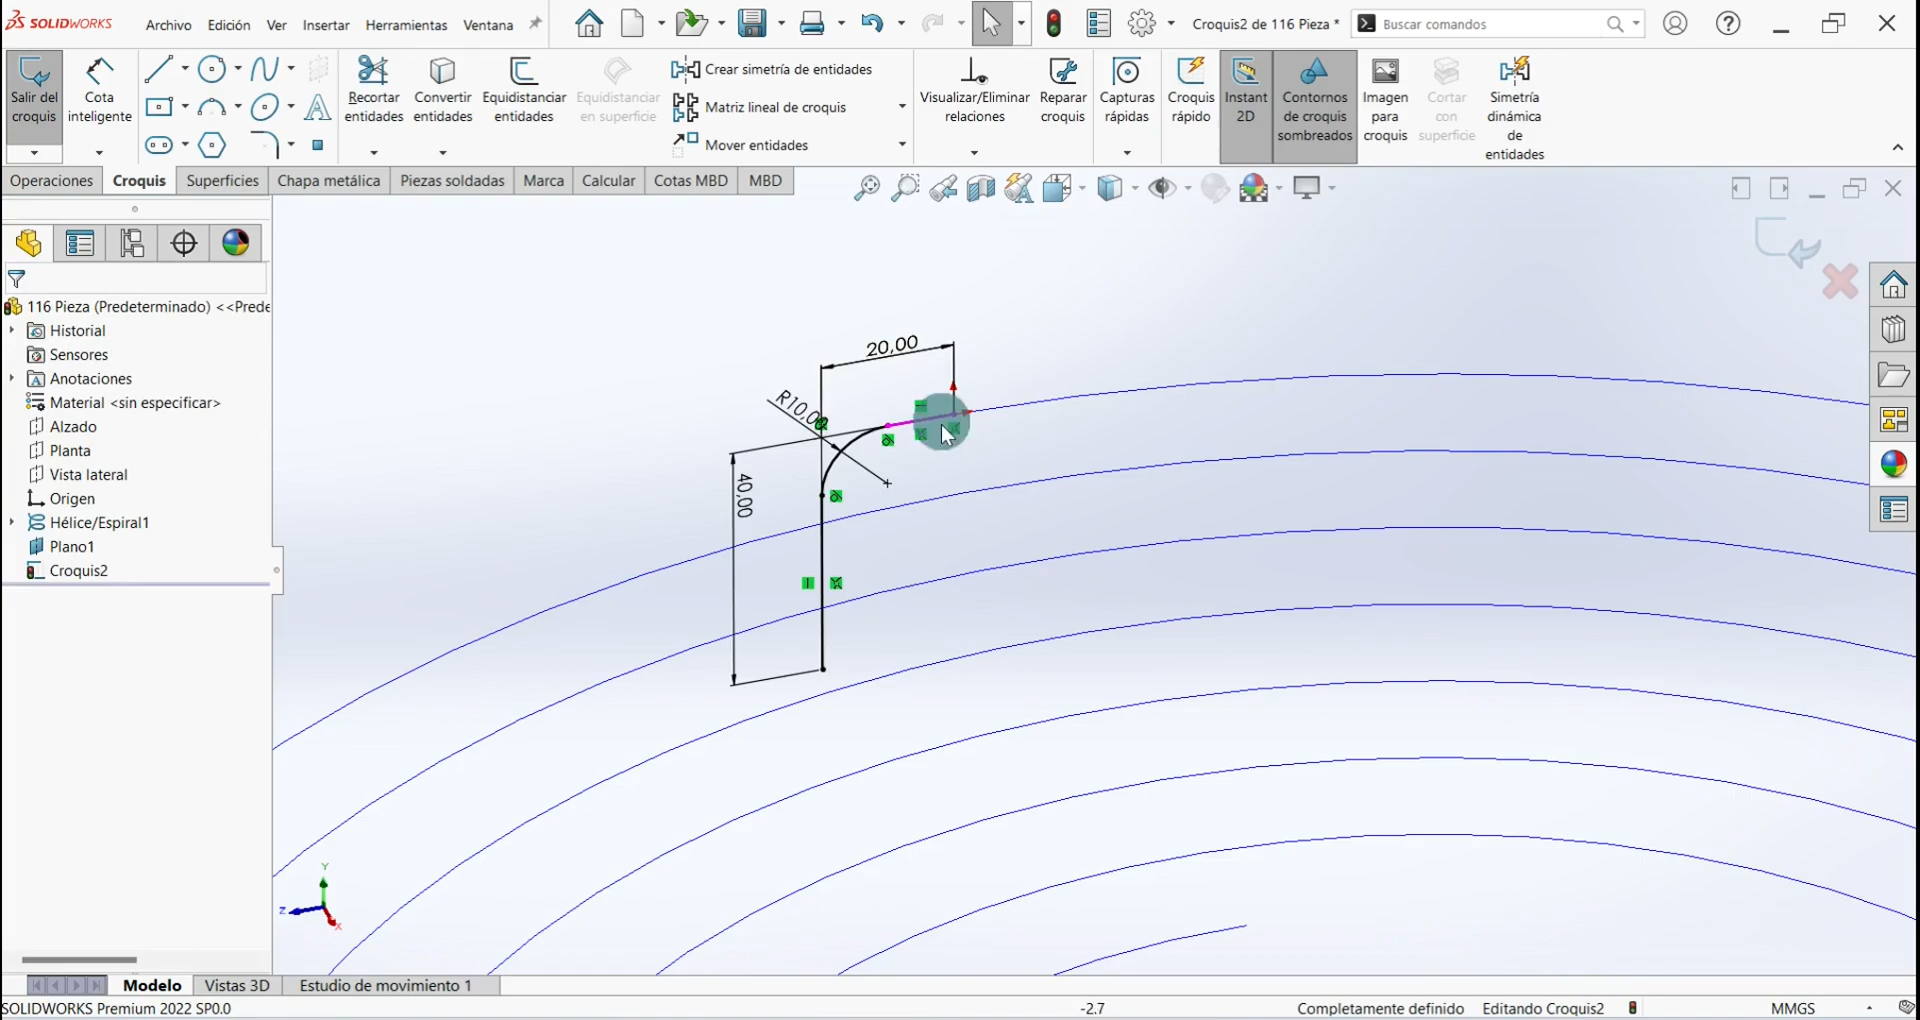 SOLIDWORKS
Archivo
Edición
Ver
Insertar
Herramientas
Ventana
Croquis2 de 116 Pieza *
Buscar comandos
Salir del croquis
Cota inteligente
Recortar entidades
Convertir entidades
Equidistanciar entidades
Equidistanciar en superficie
Crear simetría de entidades
Matriz lineal de croquis
Mover entidades
Visualizar/Eliminar relaciones
Reparar croquis
Capturas rápidas
Croquis rápido
Instant 2D
Contornos de croquis sombreados
Imagen para croquis
Cortar con superficie
Simetría dinámica de entidades
Operaciones
Croquis
Superficies
Chapa metálica
Piezas soldadas
Marca
Calcular
Cotas MBD
MBD
116 Pieza (Predeterminado) <<Prede
Historial
Sensores
Anotaciones
Material <sin especificar>
Alzado
Planta
Vista lateral
Origen
Hélice/Espiral1
Plano1
Croquis2
20,00
R10,00
40,00
Y
Z
X
Modelo
Vistas 3D
Estudio de movimiento 1
SOLIDWORKS Premium 2022 SP0.0
-2.7
Completamente definido
Editando Croquis2
MMGS